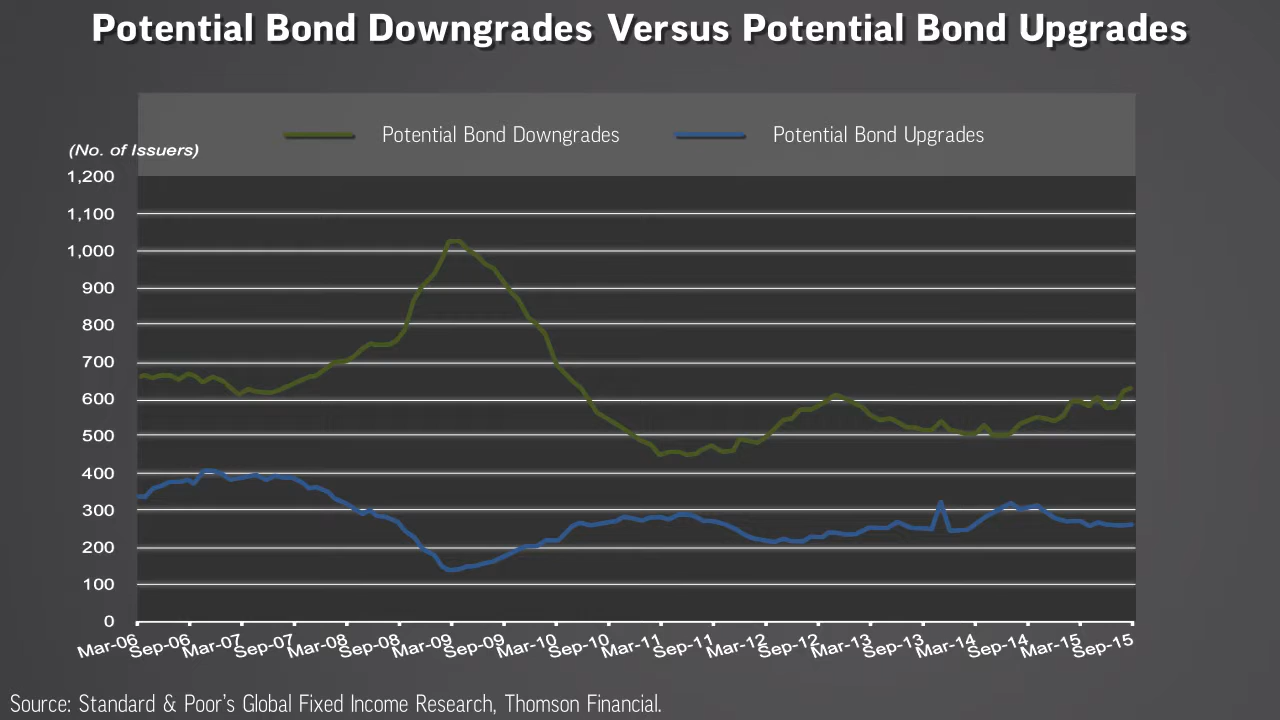 Potential Bond Downgrades Versus Potential Bond Upgrades
Potential Bond Downgrades Potential Bond Upgrades
(No. of Issuers)
1,200
1,100
1,000
900
800
700
600
500
400
300
200
100
0
Mar-06 Sep-06 Mar-07 Sep-07 Mar-08 Sep-08 Mar-09 Sep-09 Mar-10 Sep-10 Mar-11 Sep-11 Mar-12 Sep-12 Mar-13 Sep-13 Mar-14 Sep-14 Mar-15 Sep-15
Source: Standard & Poor's Global Fixed Income Research, Thomson Financial.